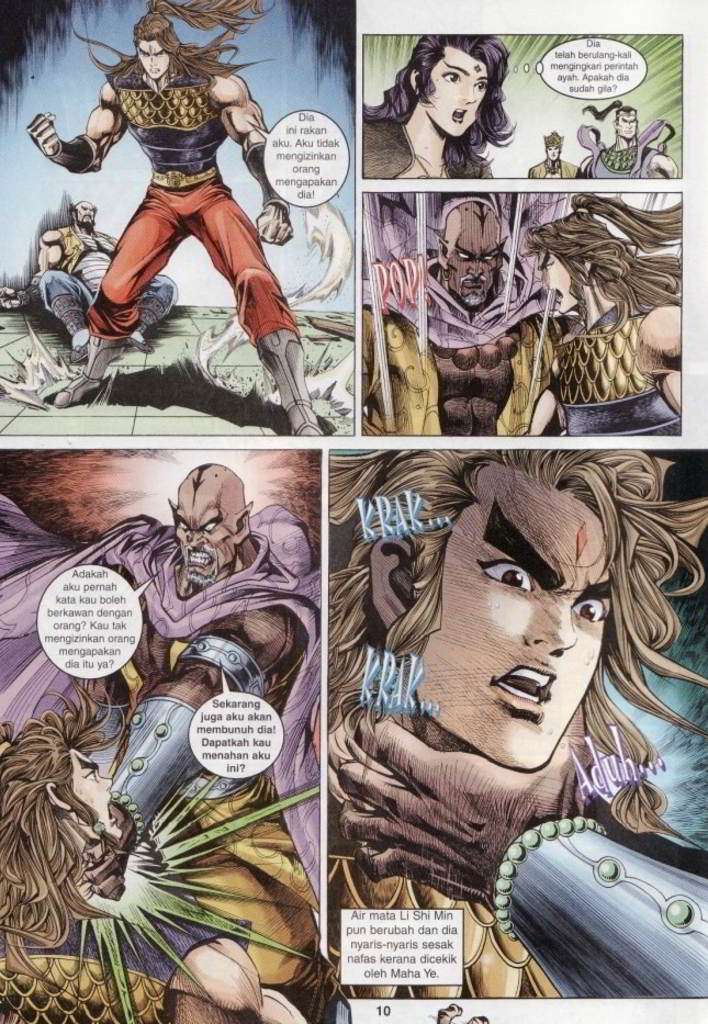 Dia
ini rakan
aku. Aku tidak
mengizinkan
orang
mengapakan
dia!
Dia
telah berulang-kali
mengingkari perintah
ayah. Apakah dia
sudah gila?
POP!
Adakah
aku pernah
kata kau boleh
berkawan dengan
orang? Kau tak
mengizinkan orang
mengapakan
dia itu ya?
Sekarang
juga aku akan
membunuh dia!
Dapatkah kau
menahan aku
ini?
KRAK...
KRAK...
Aduh...
Air mata Li Shi Min
pun berubah dan dia
nyaris-nyaris sesak
nafas kerana dicekik
oleh Maha Ye.
10